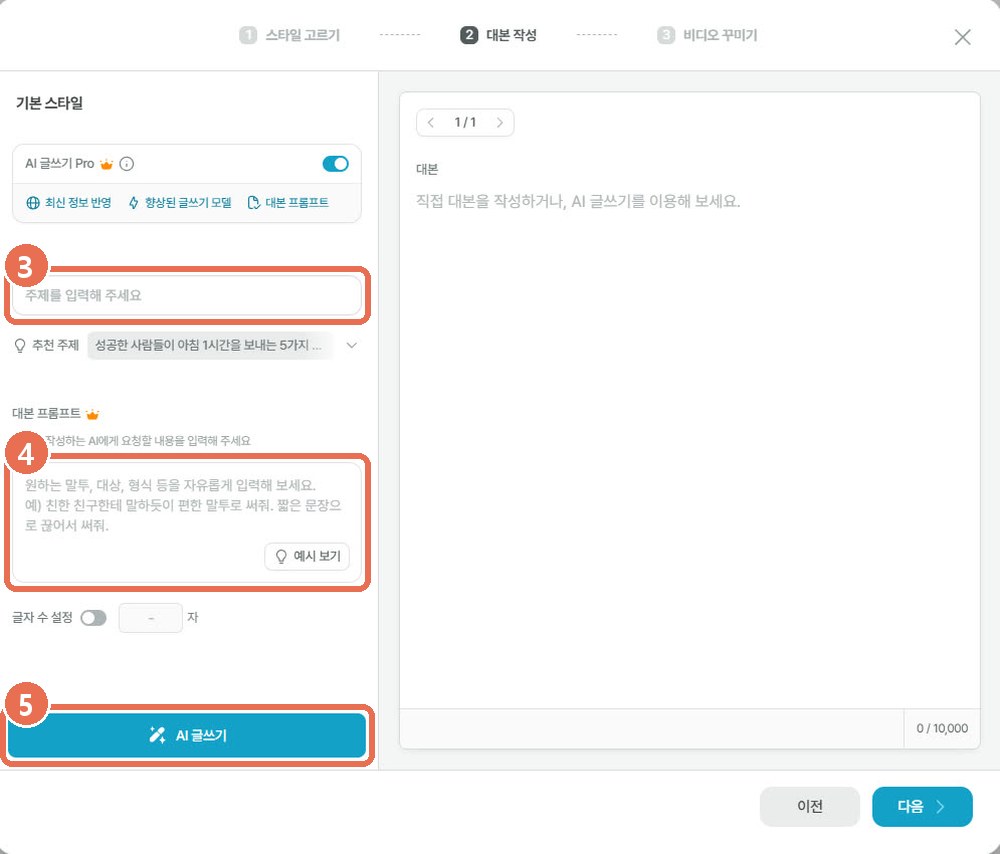 1 스타일 고르기
2 대본 작성
3 비디오 꾸미기
기본 스타일
AI 글쓰기 Pro
최신 정보 반영 향상된 글쓰기 모델 대본 프롬프트
3
주제를 입력해 주세요
추천 주제 성공한 사람들이 아침 1시간을 보내는 5가지 ...
대본 프롬프트
작성하는 AI에게 요청할 내용을 입력해 주세요
4
원하는 말투, 대상, 형식 등을 자유롭게 입력해 보세요.
예) 친한 친구한테 말하듯이 편한 말투로 써줘. 짧은 문장으
로 끊어서 써줘.
예시 보기
글자 수 설정 - 자
5
AI 글쓰기
1 / 1
대본
직접 대본을 작성하거나, AI 글쓰기를 이용해 보세요.
0 / 10,000
이전
다음